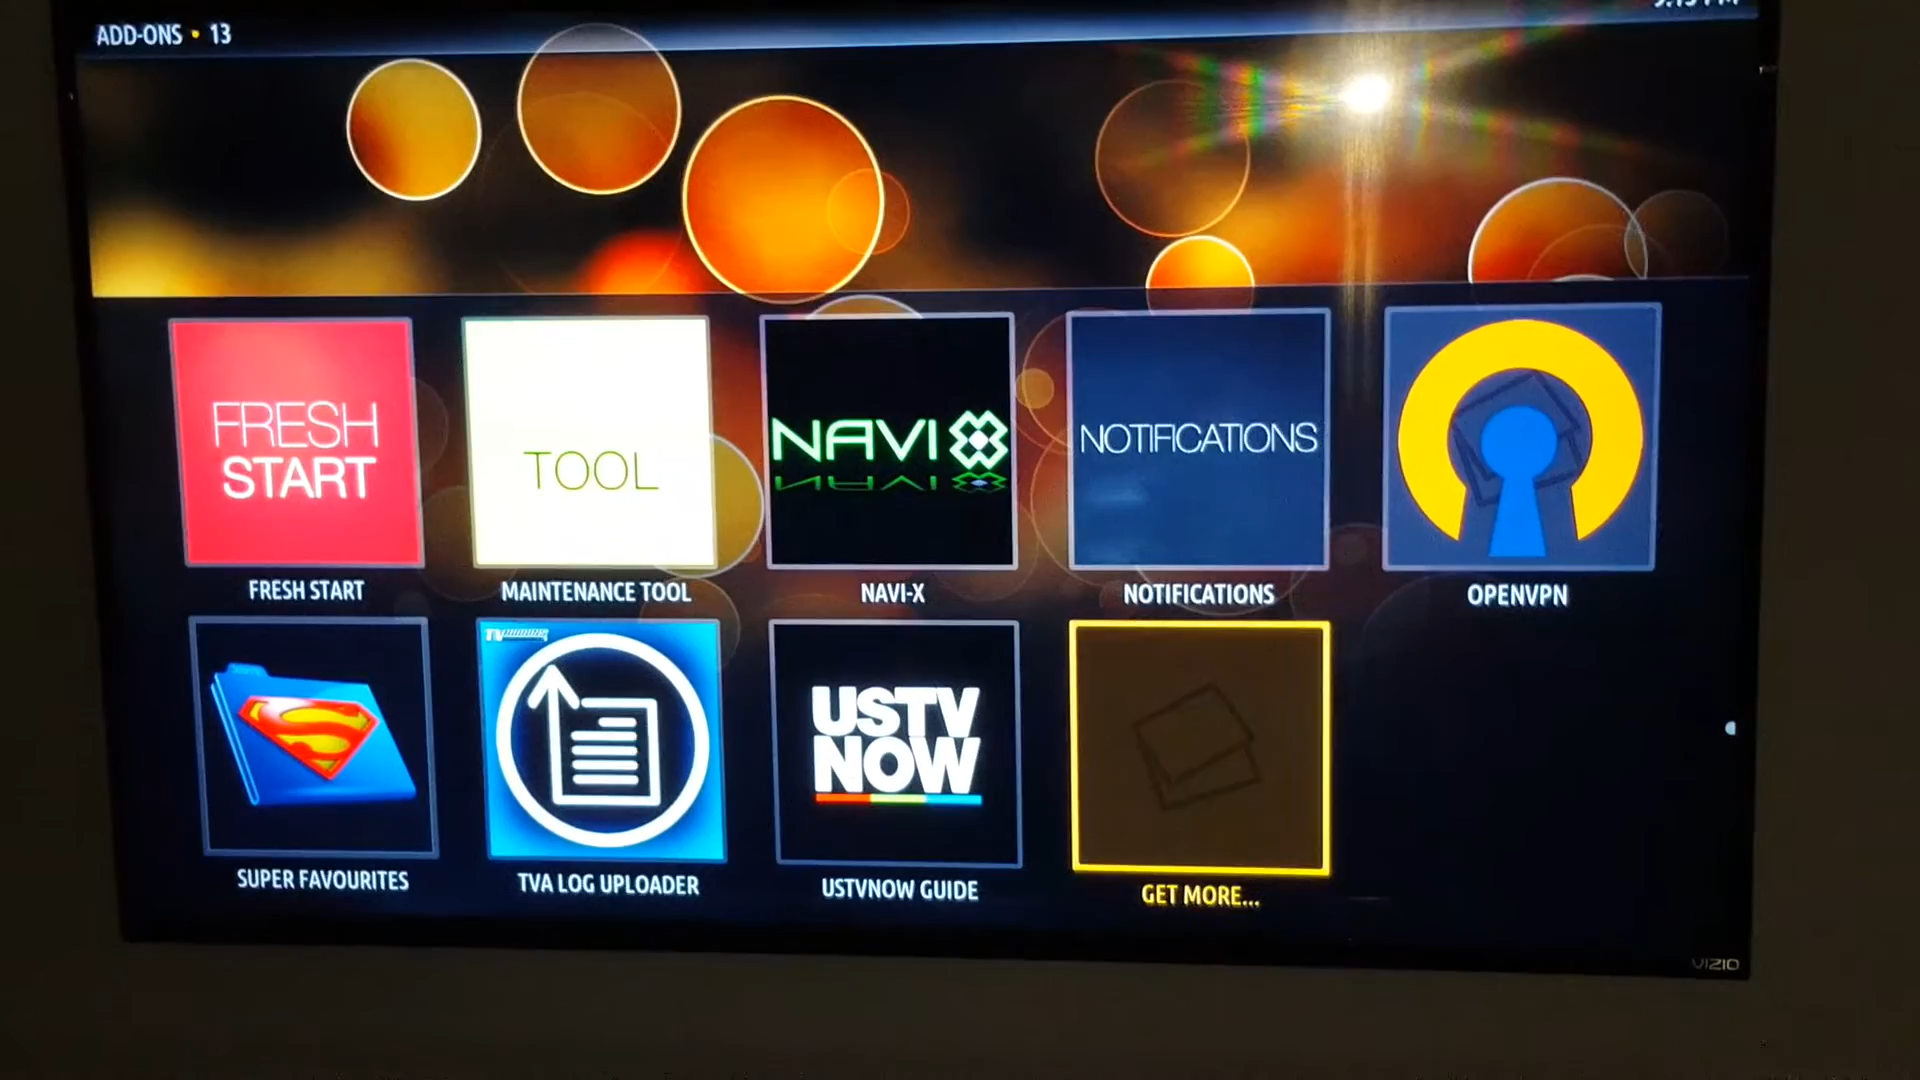 ADD-ONS • 13
FRESH
START
TOOL
NAVI
NOTIFICATIONS
FRESH START
MAINTENANCE TOOL
NAVI-X
NOTIFICATIONS
OPENVPN
S
TV
USTV
NOW
SUPER FAVOURITES
TVA LOG UPLOADER
USTVNOW GUIDE
GET MORE...
VIZIO